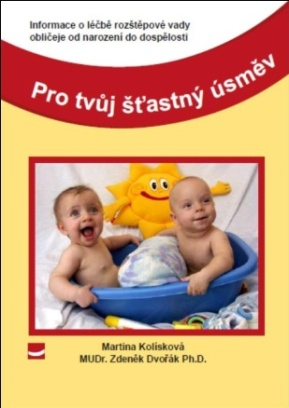 Informace o léčbě rozštěpové vady
obličeje od narození do dospělosti
Pro tvůj šťastný úsměv
Martina Kolísková
MUDr. Zdeněk Dvořák Ph.D.